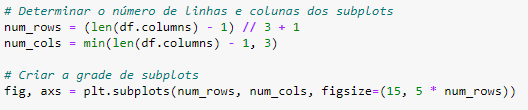 # Determinar o número de linhas e colunas dos subplots
num_rows = (len(df.columns) - 1) // 3 + 1
num_cols = min(len(df.columns) - 1, 3)

# Criar a grade de subplots
fig, axs = plt.subplots(num_rows, num_cols, figsize=(15, 5 * num_rows))